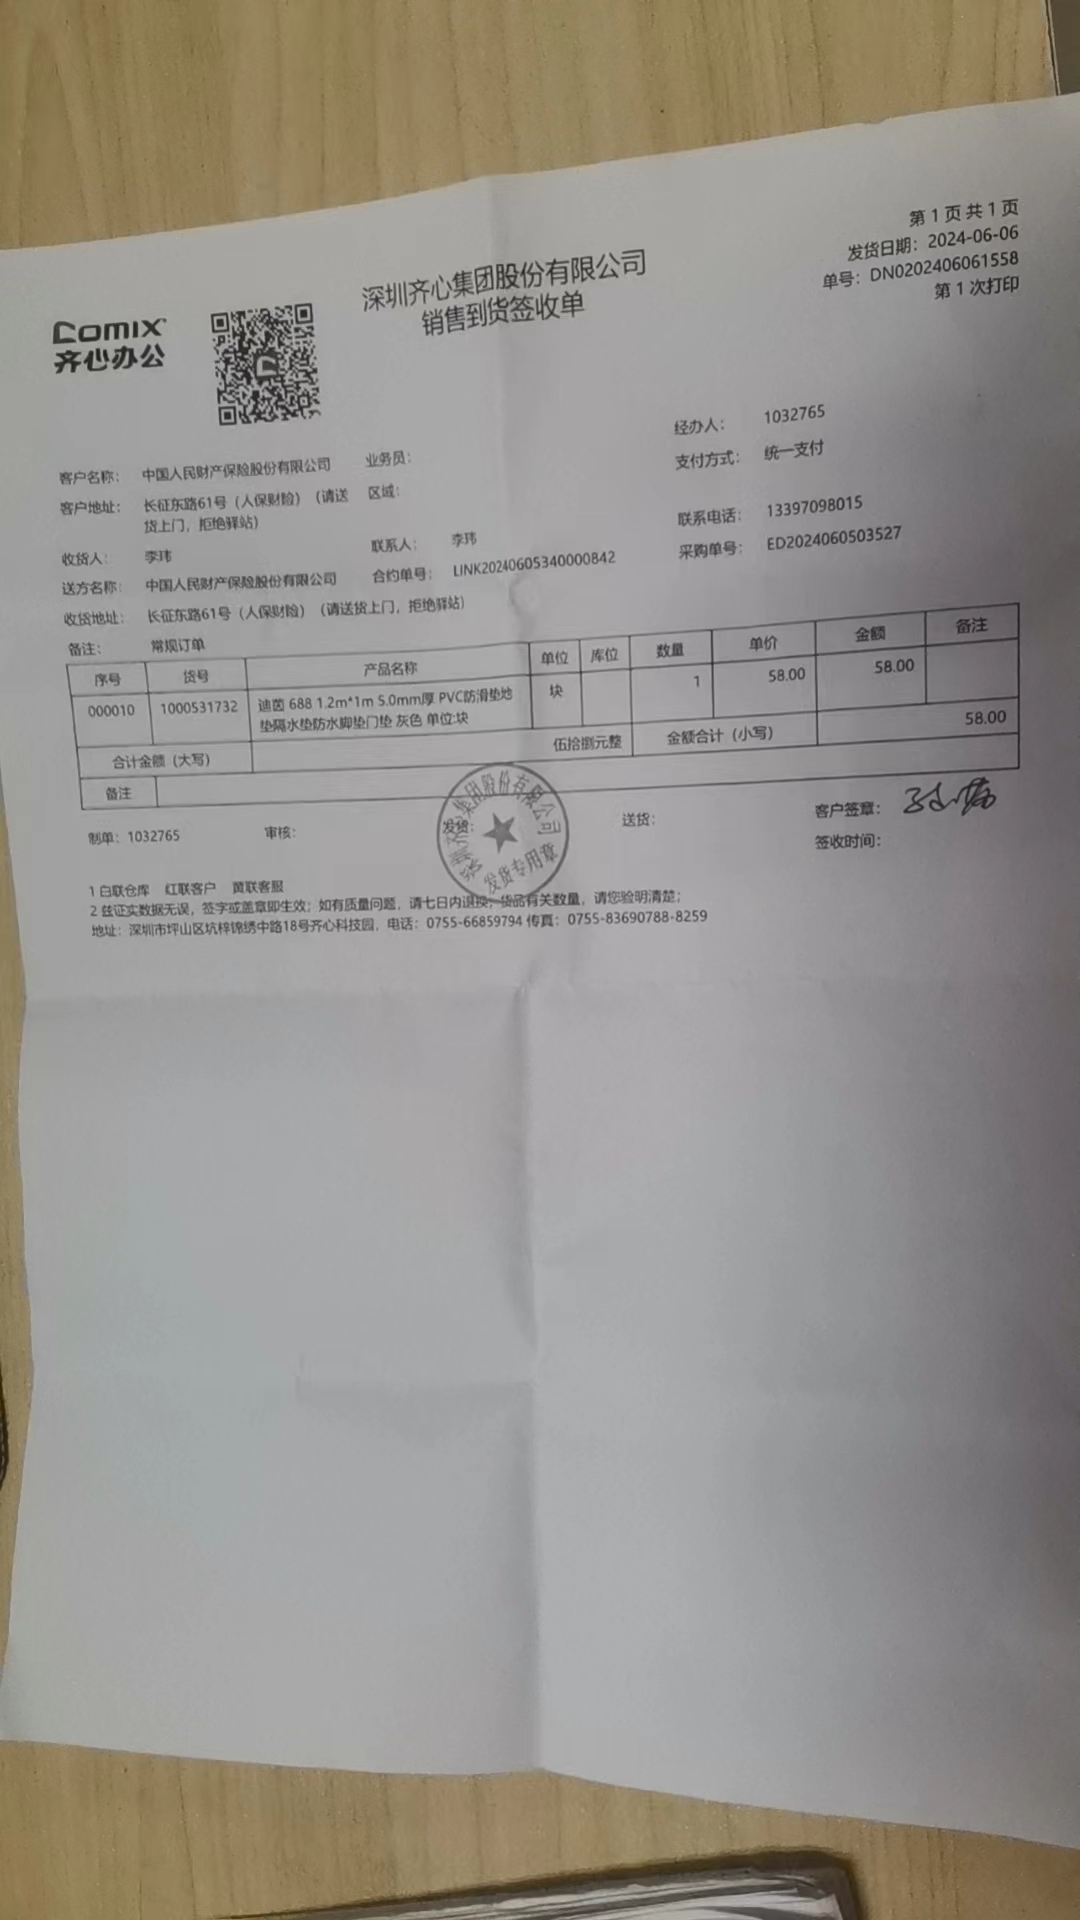 第 1 页 共 1 页
发货日期：2024-06-06
单号：DN0202406061558
第 1 次打印
comix
齐心办公
深圳齐心集团股份有限公司
销售到货签收单
经办人： 1032765
客户名称： 中国人民财产保险股份有限公司 业务员： 支付方式： 统一支付
客户地址： 长征东路61号（人保财险）（请送 区域：
货上门，拒绝驿站）
收货人： 李玮 联系人： 李玮 联系电话： 13397098015
送方名称： 中国人民财产保险股份有限公司 合约单号： LINK20240605340000842 采购单号： ED2024060503527
收货地址： 长征东路61号（人保财险）（请送货上门，拒绝驿站）
备注： 常规订单
序号 货号 产品名称 单位 库位 数量 单价 金额 备注
000010 1000531732 迪茵 688 1.2m*1m 5.0mm厚 PVC防滑垫地 块 1 58.00 58.00
垫隔水垫防水脚垫门垫 灰色 单位:块
合计金额（大写） 伍拾捌元整 金额合计（小写） 58.00
备注
制单：1032765 审核： 发货： 送货： 客户签章：
签收时间：
深圳齐心集团股份有限公司
发货专用章
1 白联仓库 红联客户 黄联客服
2 兹证实数据无误，签字或盖章即生效；如有质量问题，请七日内退换；货品有关数量，请您验明清楚；
地址：深圳市坪山区坑梓锦绣中路18号齐心科技园，电话：0755-66859794 传真：0755-83690788-8259